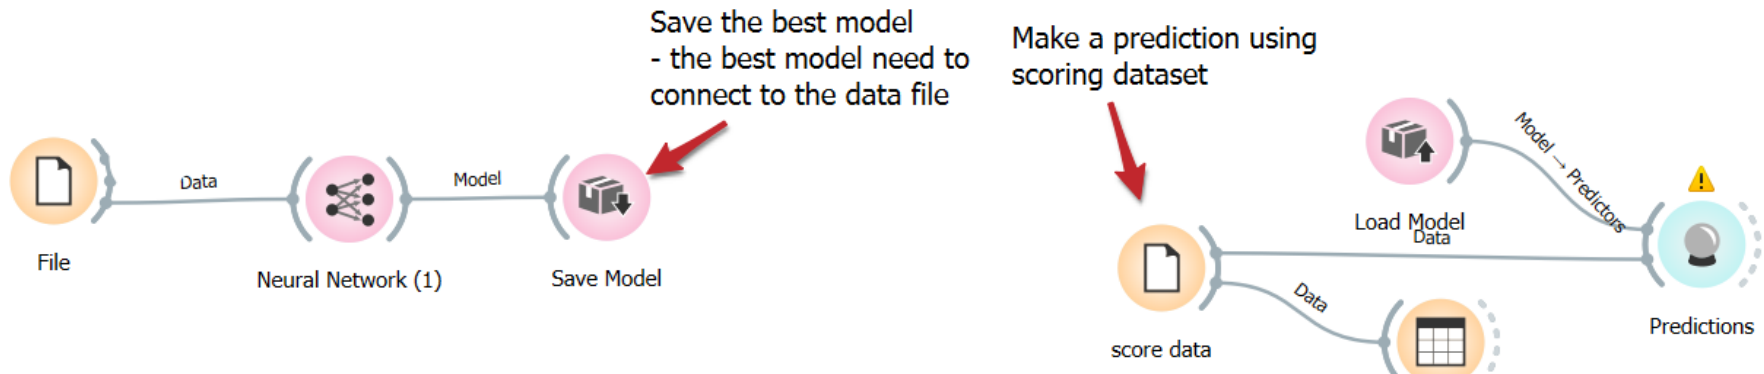 Save the best model
- the best model need to
connect to the data file
Make a prediction using
scoring dataset
Data
Model
File
Neural Network (1)
Save Model
Model → Predictors
Load Model
Data
Data
score data
Predictions